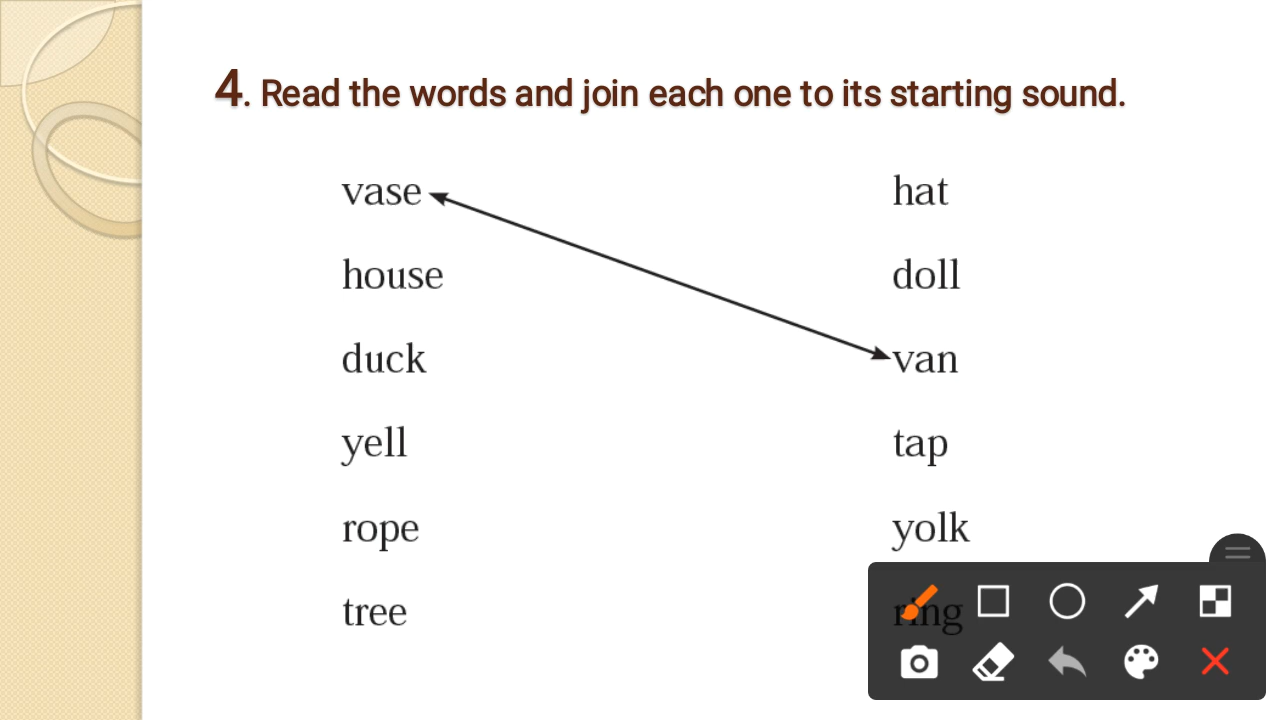 4. Read the words and join each one to its starting sound.
vase hat
house doll
duck van
yell tap
rope yolk
tree ring